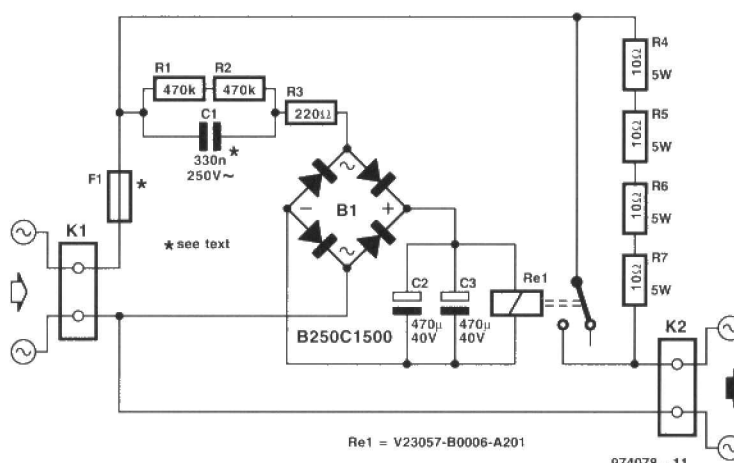 R1
R2
R3
470k
470k
220Ω
C1
330n
250V~
*
F1
*
K1
* see text
~
−
B1
+
~
B250C1500
C2
C3
470μ
40V
470μ
40V
Re1
R4
10Ω
5W
R5
10Ω
5W
R6
10Ω
5W
R7
10Ω
5W
K2
Re1 = V23057-B0006-A201
974078 - 11